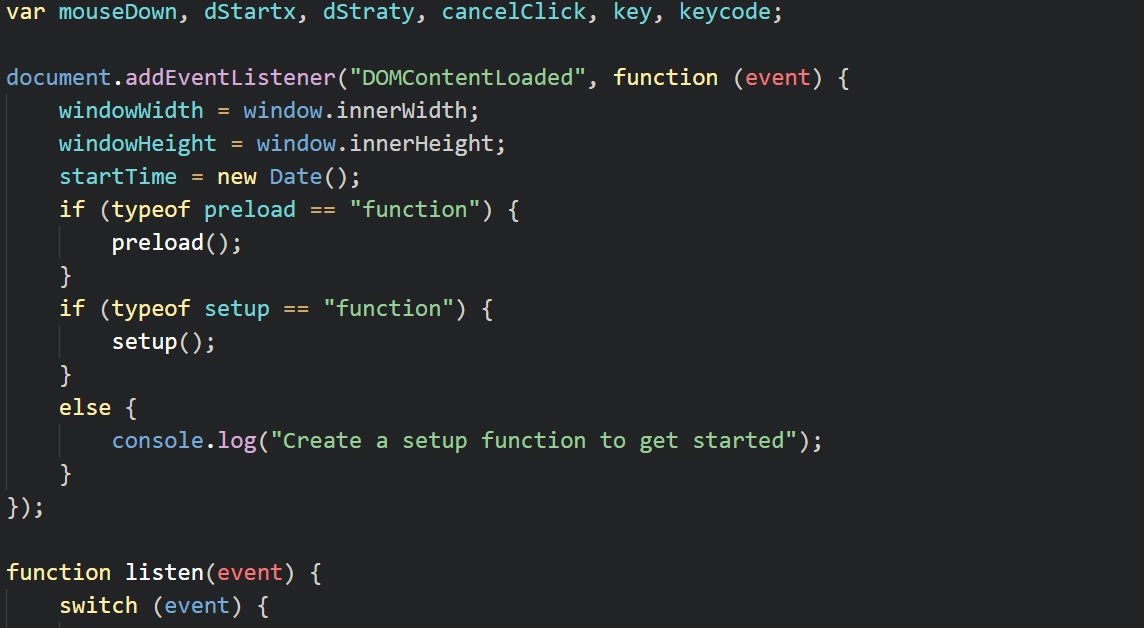 var mouseDown, dStartx, dStraty, cancelClick, key, keycode;
document.addEventListener("DOMContentLoaded", function (event) {
    windowWidth = window.innerWidth;
    windowHeight = window.innerHeight;
    startTime = new Date();
    if (typeof preload == "function") {
        preload();
    }
    if (typeof setup == "function") {
        setup();
    }
    else {
        console.log("Create a setup function to get started");
    }
});
function listen(event) {
    switch (event) {